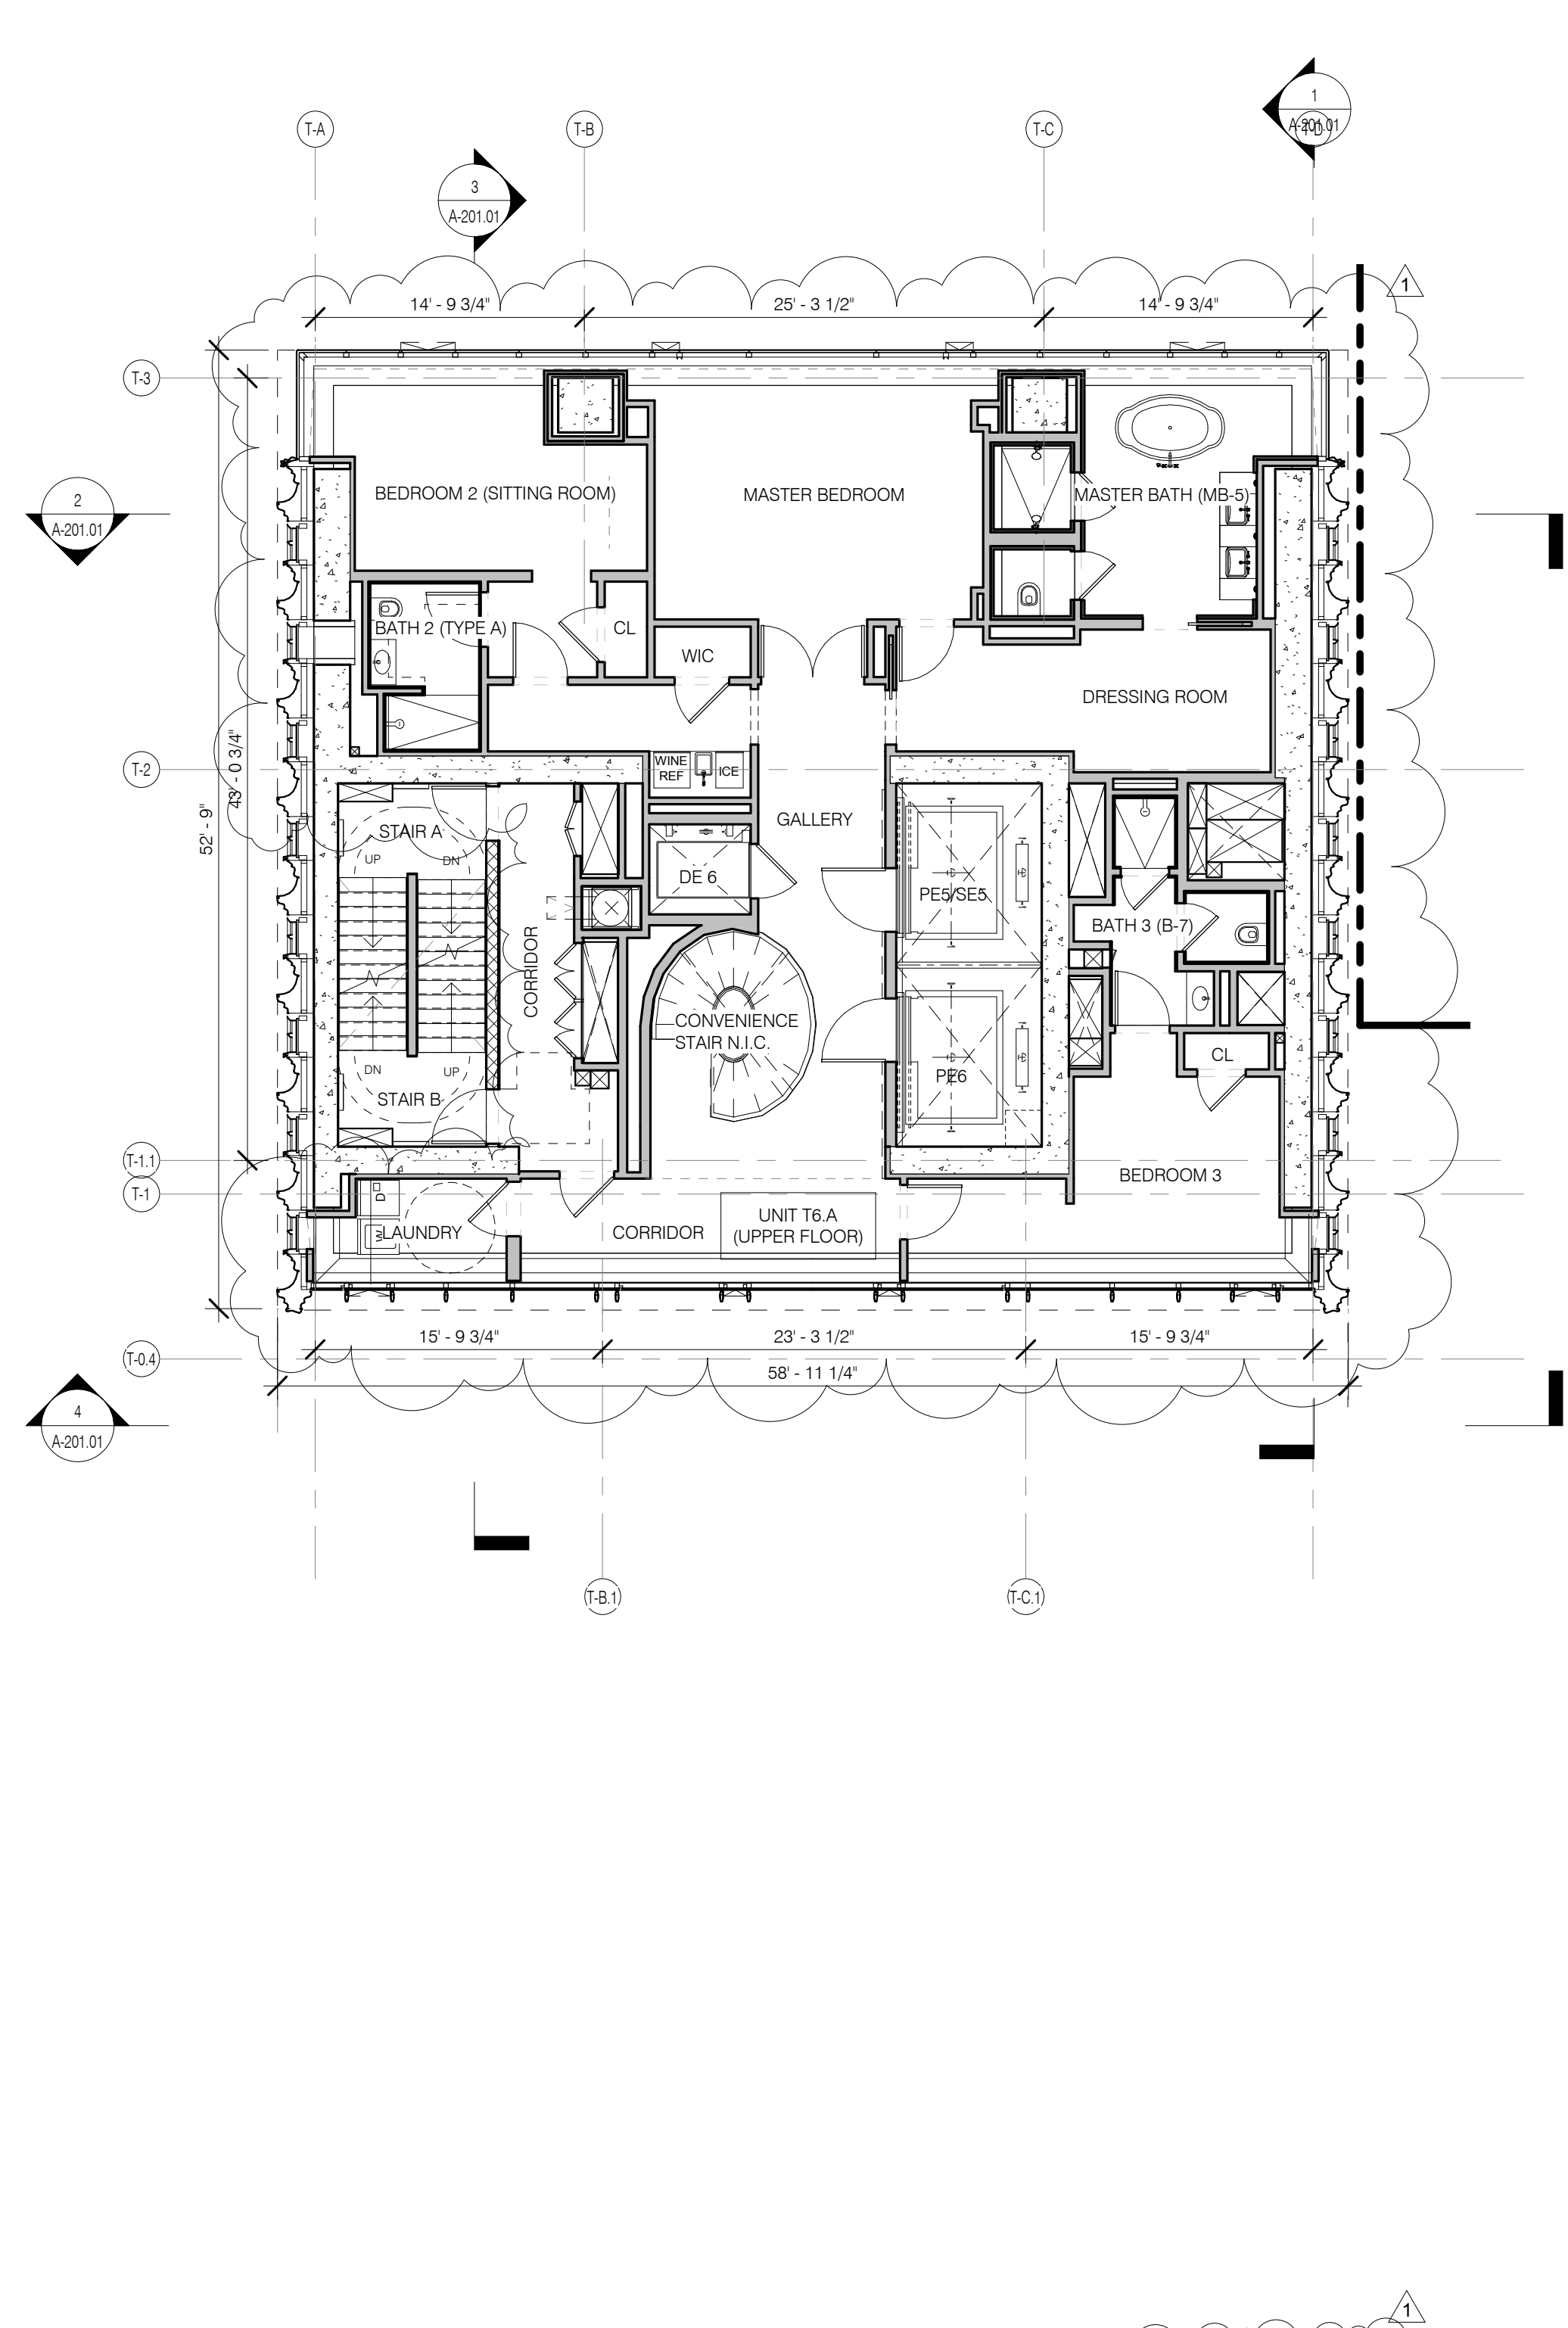 1
A-201.01
T-A
T-B
T-C
T-D
3
A-201.01
1
14' - 9 3/4"
25' - 3 1/2"
14' - 9 3/4"
T-3
BEDROOM 2 (SITTING ROOM)
MASTER BEDROOM
MASTER BATH (MB-5)
2
A-201.01
BATH 2 (TYPE A)
CL
WIC
DRESSING ROOM
T-2
WINE
REF
ICE
43' - 0 3/4"
52' - 9"
GALLERY
STAIR A
UP
DN
DE 6
PE5/SE5
BATH 3 (B-7)
CORRIDOR
CONVENIENCE
STAIR N.I.C.
CL
DN
UP
PE6
STAIR B
T-1.1
T-1
BEDROOM 3
D
W
LAUNDRY
CORRIDOR
UNIT T6.A
(UPPER FLOOR)
15' - 9 3/4"
23' - 3 1/2"
15' - 9 3/4"
T-0.4
58' - 11 1/4"
4
A-201.01
T-B.1
T-C.1
1